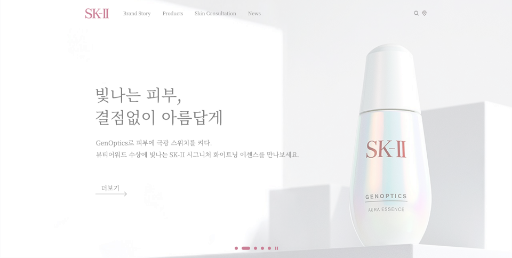 SK-II Brand Story Products Skin Consultation News
빛나는 피부,
결점없이 아름답게
GenOptics로 피부에 극광 스위치를 켜다
뷰티어워드 수상에 빛나는 SK-II 시그니처 화이트닝 에센스를 만나보세요.
더보기
SK-II
GENOPTICS
AURA ESSENCE